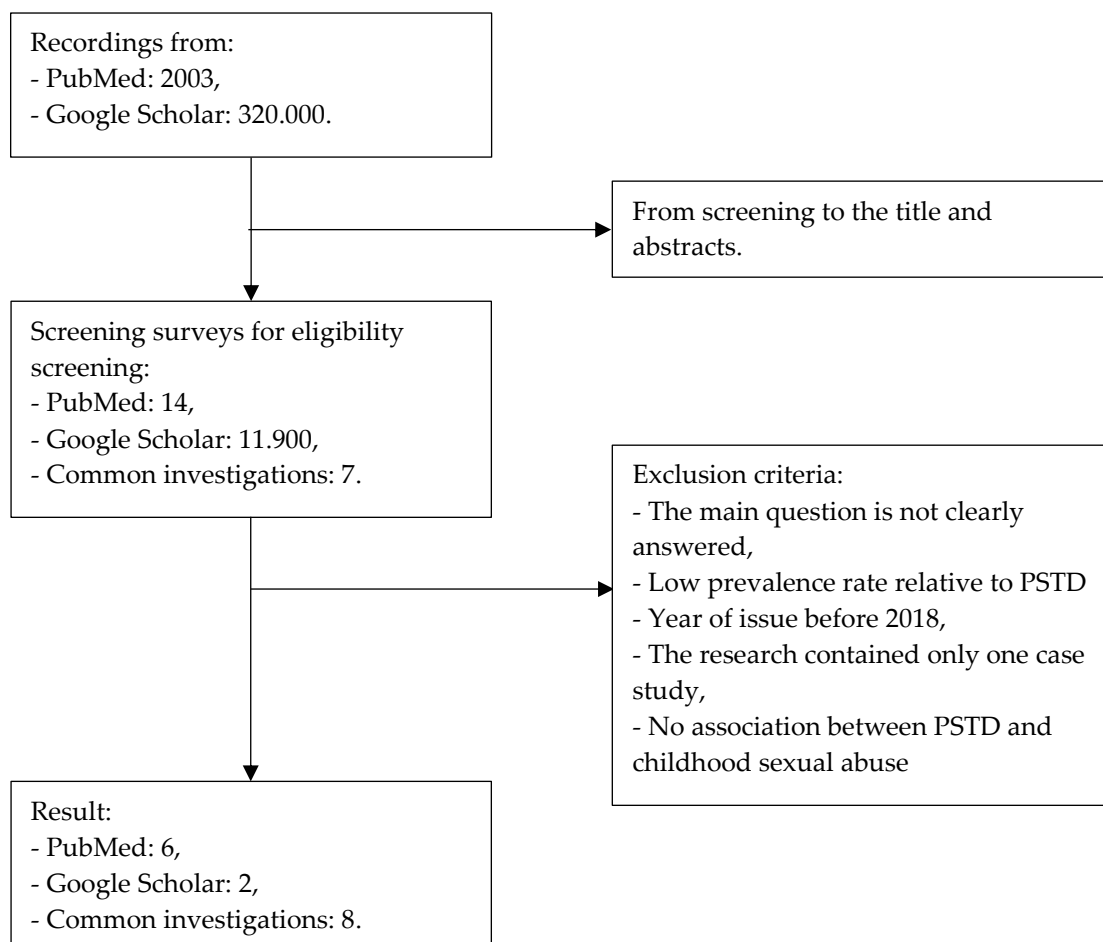 Recordings from:
- PubMed: 2003,
- Google Scholar: 320.000.
From screening to the title and
abstracts.
Screening surveys for eligibility
screening:
- PubMed: 14,
- Google Scholar: 11.900,
- Common investigations: 7.
Exclusion criteria:
- The main question is not clearly
answered,
- Low prevalence rate relative to PSTD
- Year of issue before 2018,
- The research contained only one case
study,
- No association between PSTD and
childhood sexual abuse
Result:
- PubMed: 6,
- Google Scholar: 2,
- Common investigations: 8.